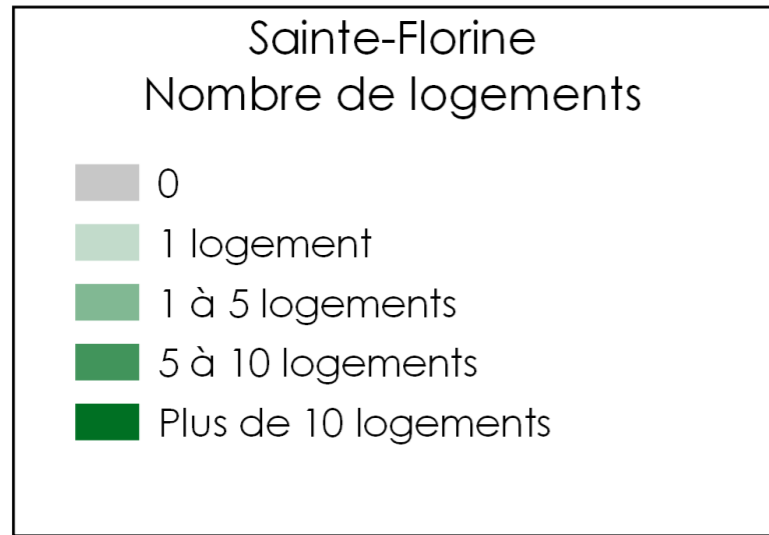 Sainte-Florine
Nombre de logements
0
1 logement
1 à 5 logements
5 à 10 logements
Plus de 10 logements